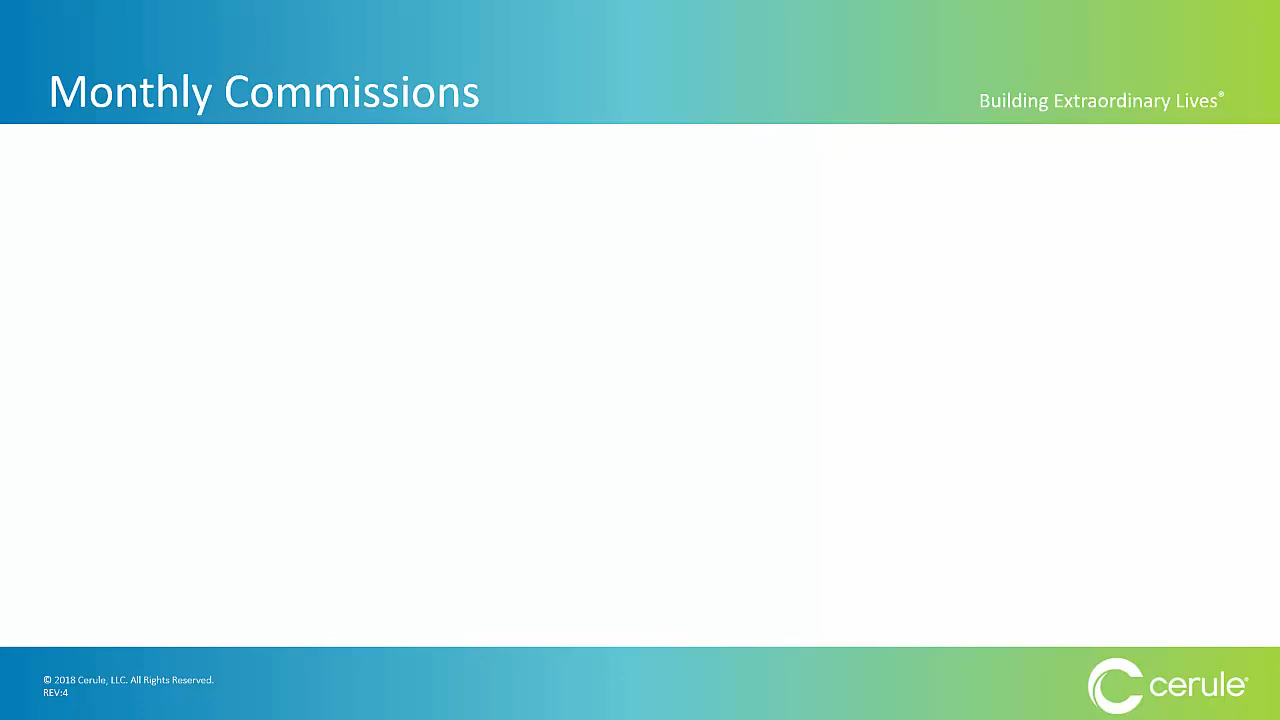 Monthly Commissions
Building Extraordinary Lives®
© 2018 Cerule, LLC. All Rights Reserved.
REV:4
cerule®